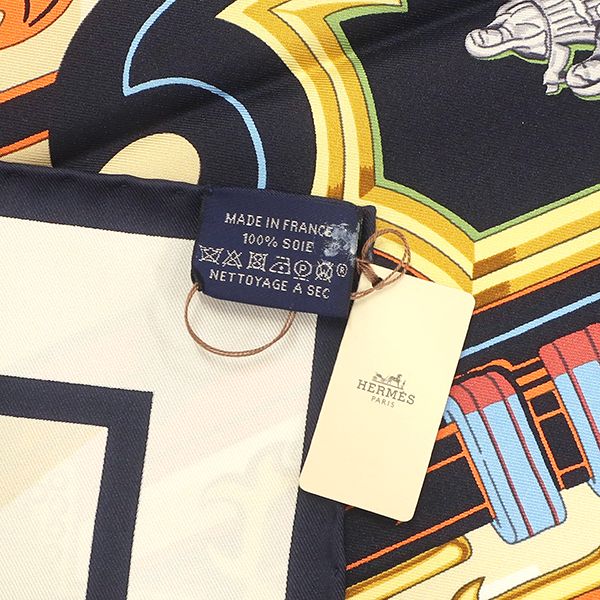 MADE IN FRANCE
100% SOIE
®
NETTOYAGE A SEC
HERMÈS
PARIS